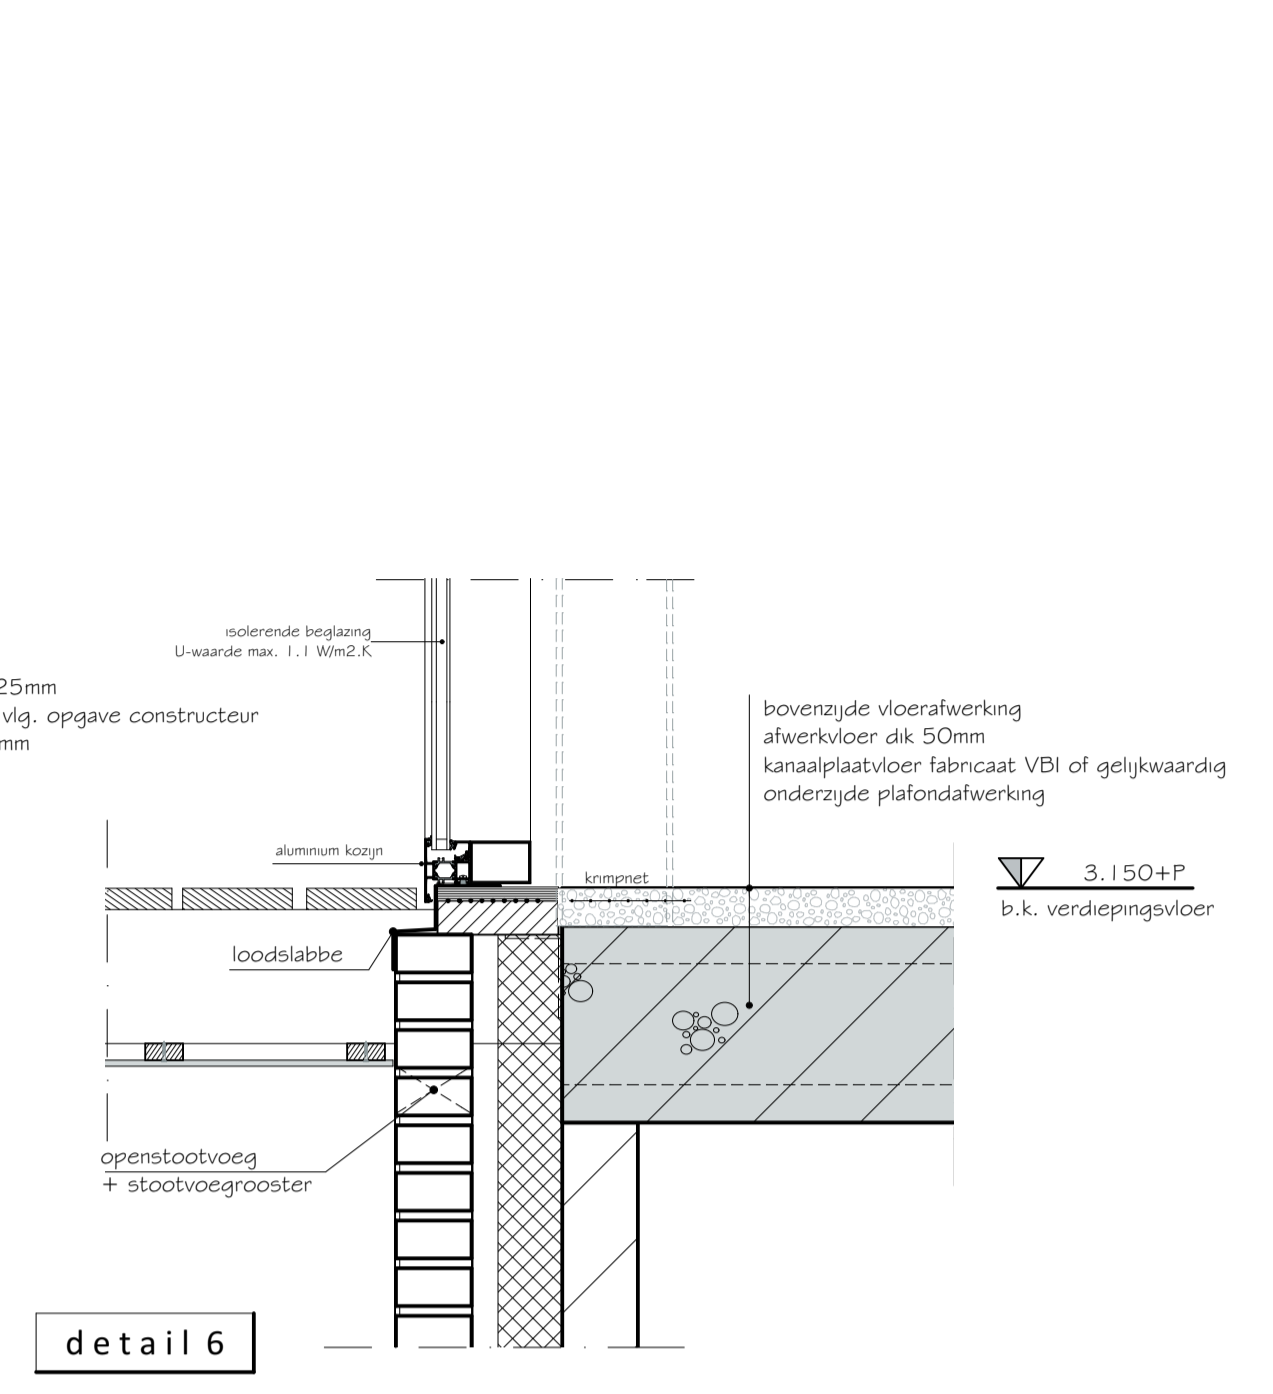 isolerende beglazing
U-waarde max. 1.1 W/m2.K
25mm
vlg. opgave constructeur
mm
bovenzijde vloerafwerking
afwerkvloer dik 50mm
kanaalplaatvloer fabricaat VBI of gelijkwaardig
onderzijde plafondafwerking
aluminium kozijn
krimpnet
3.150+P
b.k. verdiepingsvloer
loodslabbe
openstootvoeg
+ stootvoegrooster
detail 6